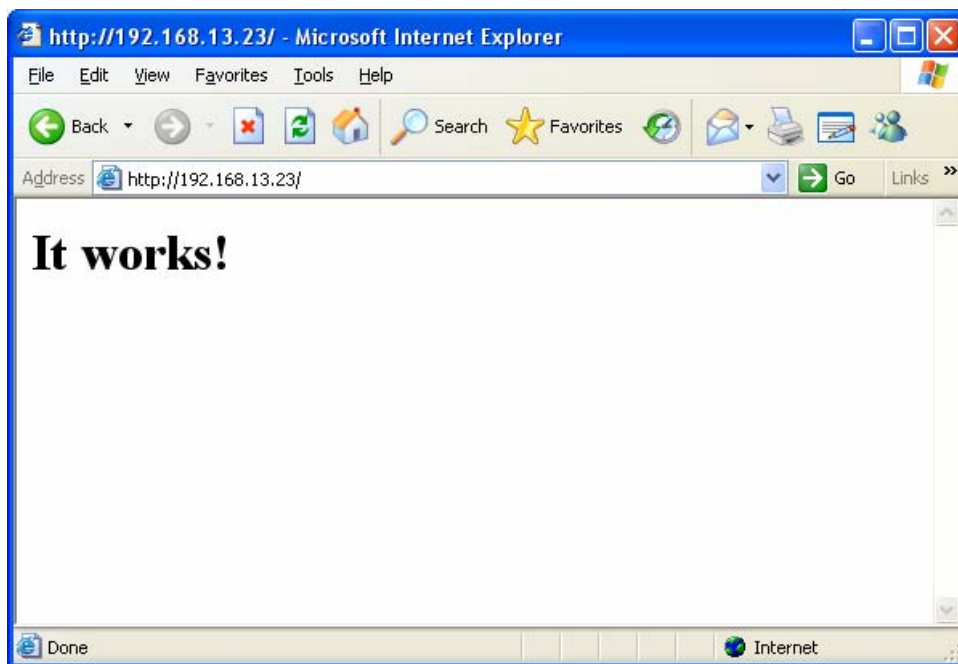 http://192.168.13.23/ - Microsoft Internet Explorer
File Edit View Favorites Tools Help
Back Search Favorites
Address http://192.168.13.23/ Go Links »
It works!
Done Internet